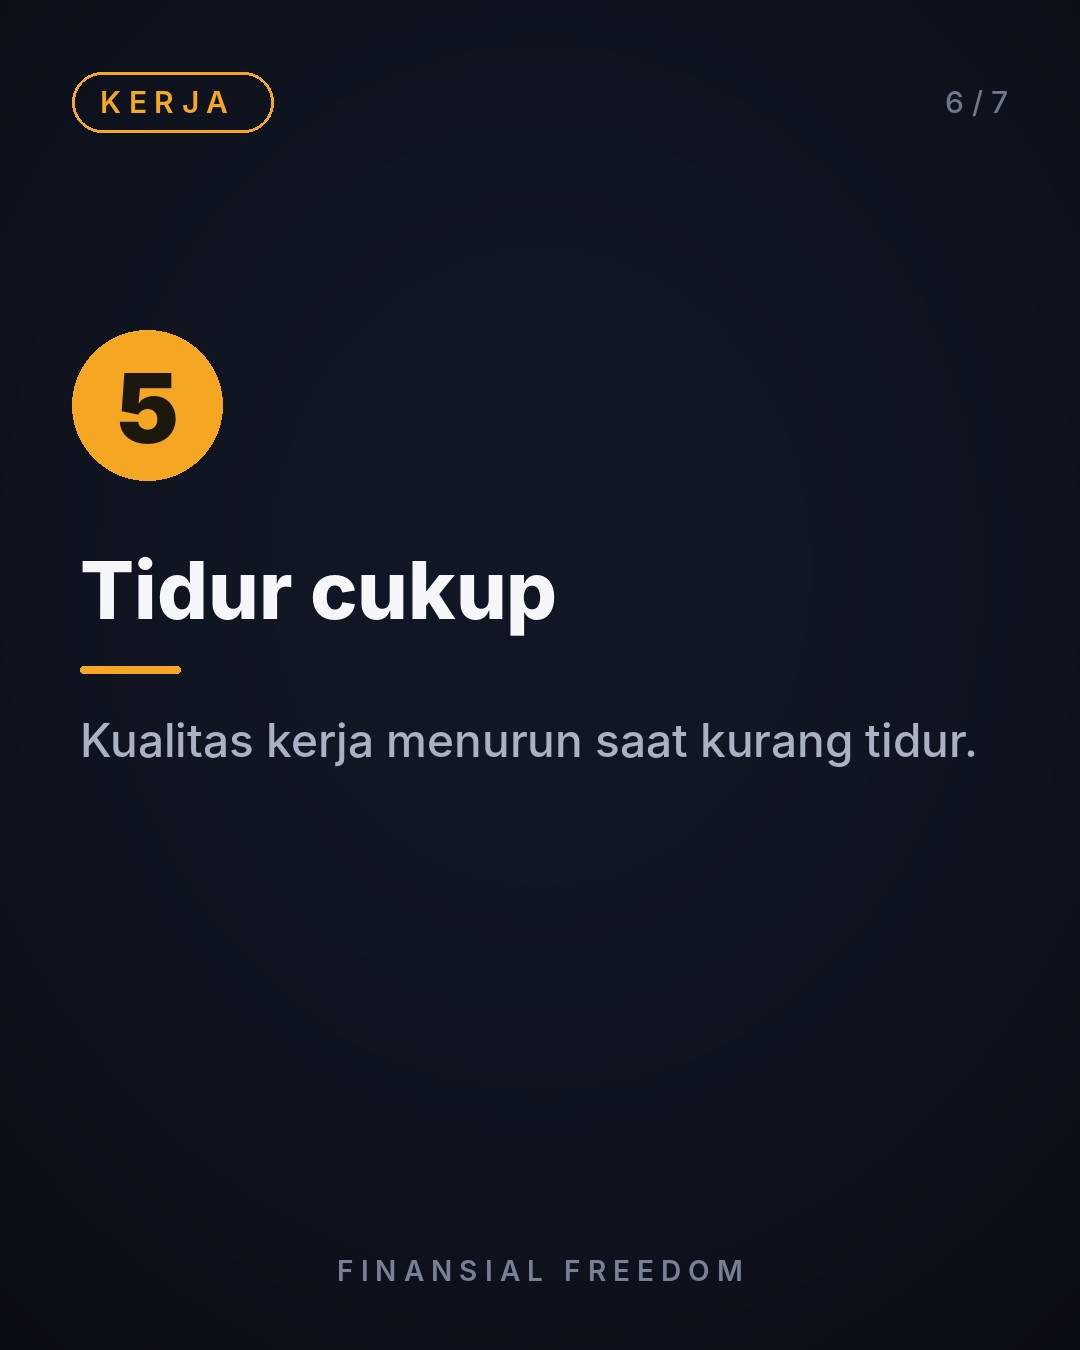 KERJA
6/7
5
Tidur cukup
Kualitas kerja menurun saat kurang tidur.
FINANSIAL FREEDOM